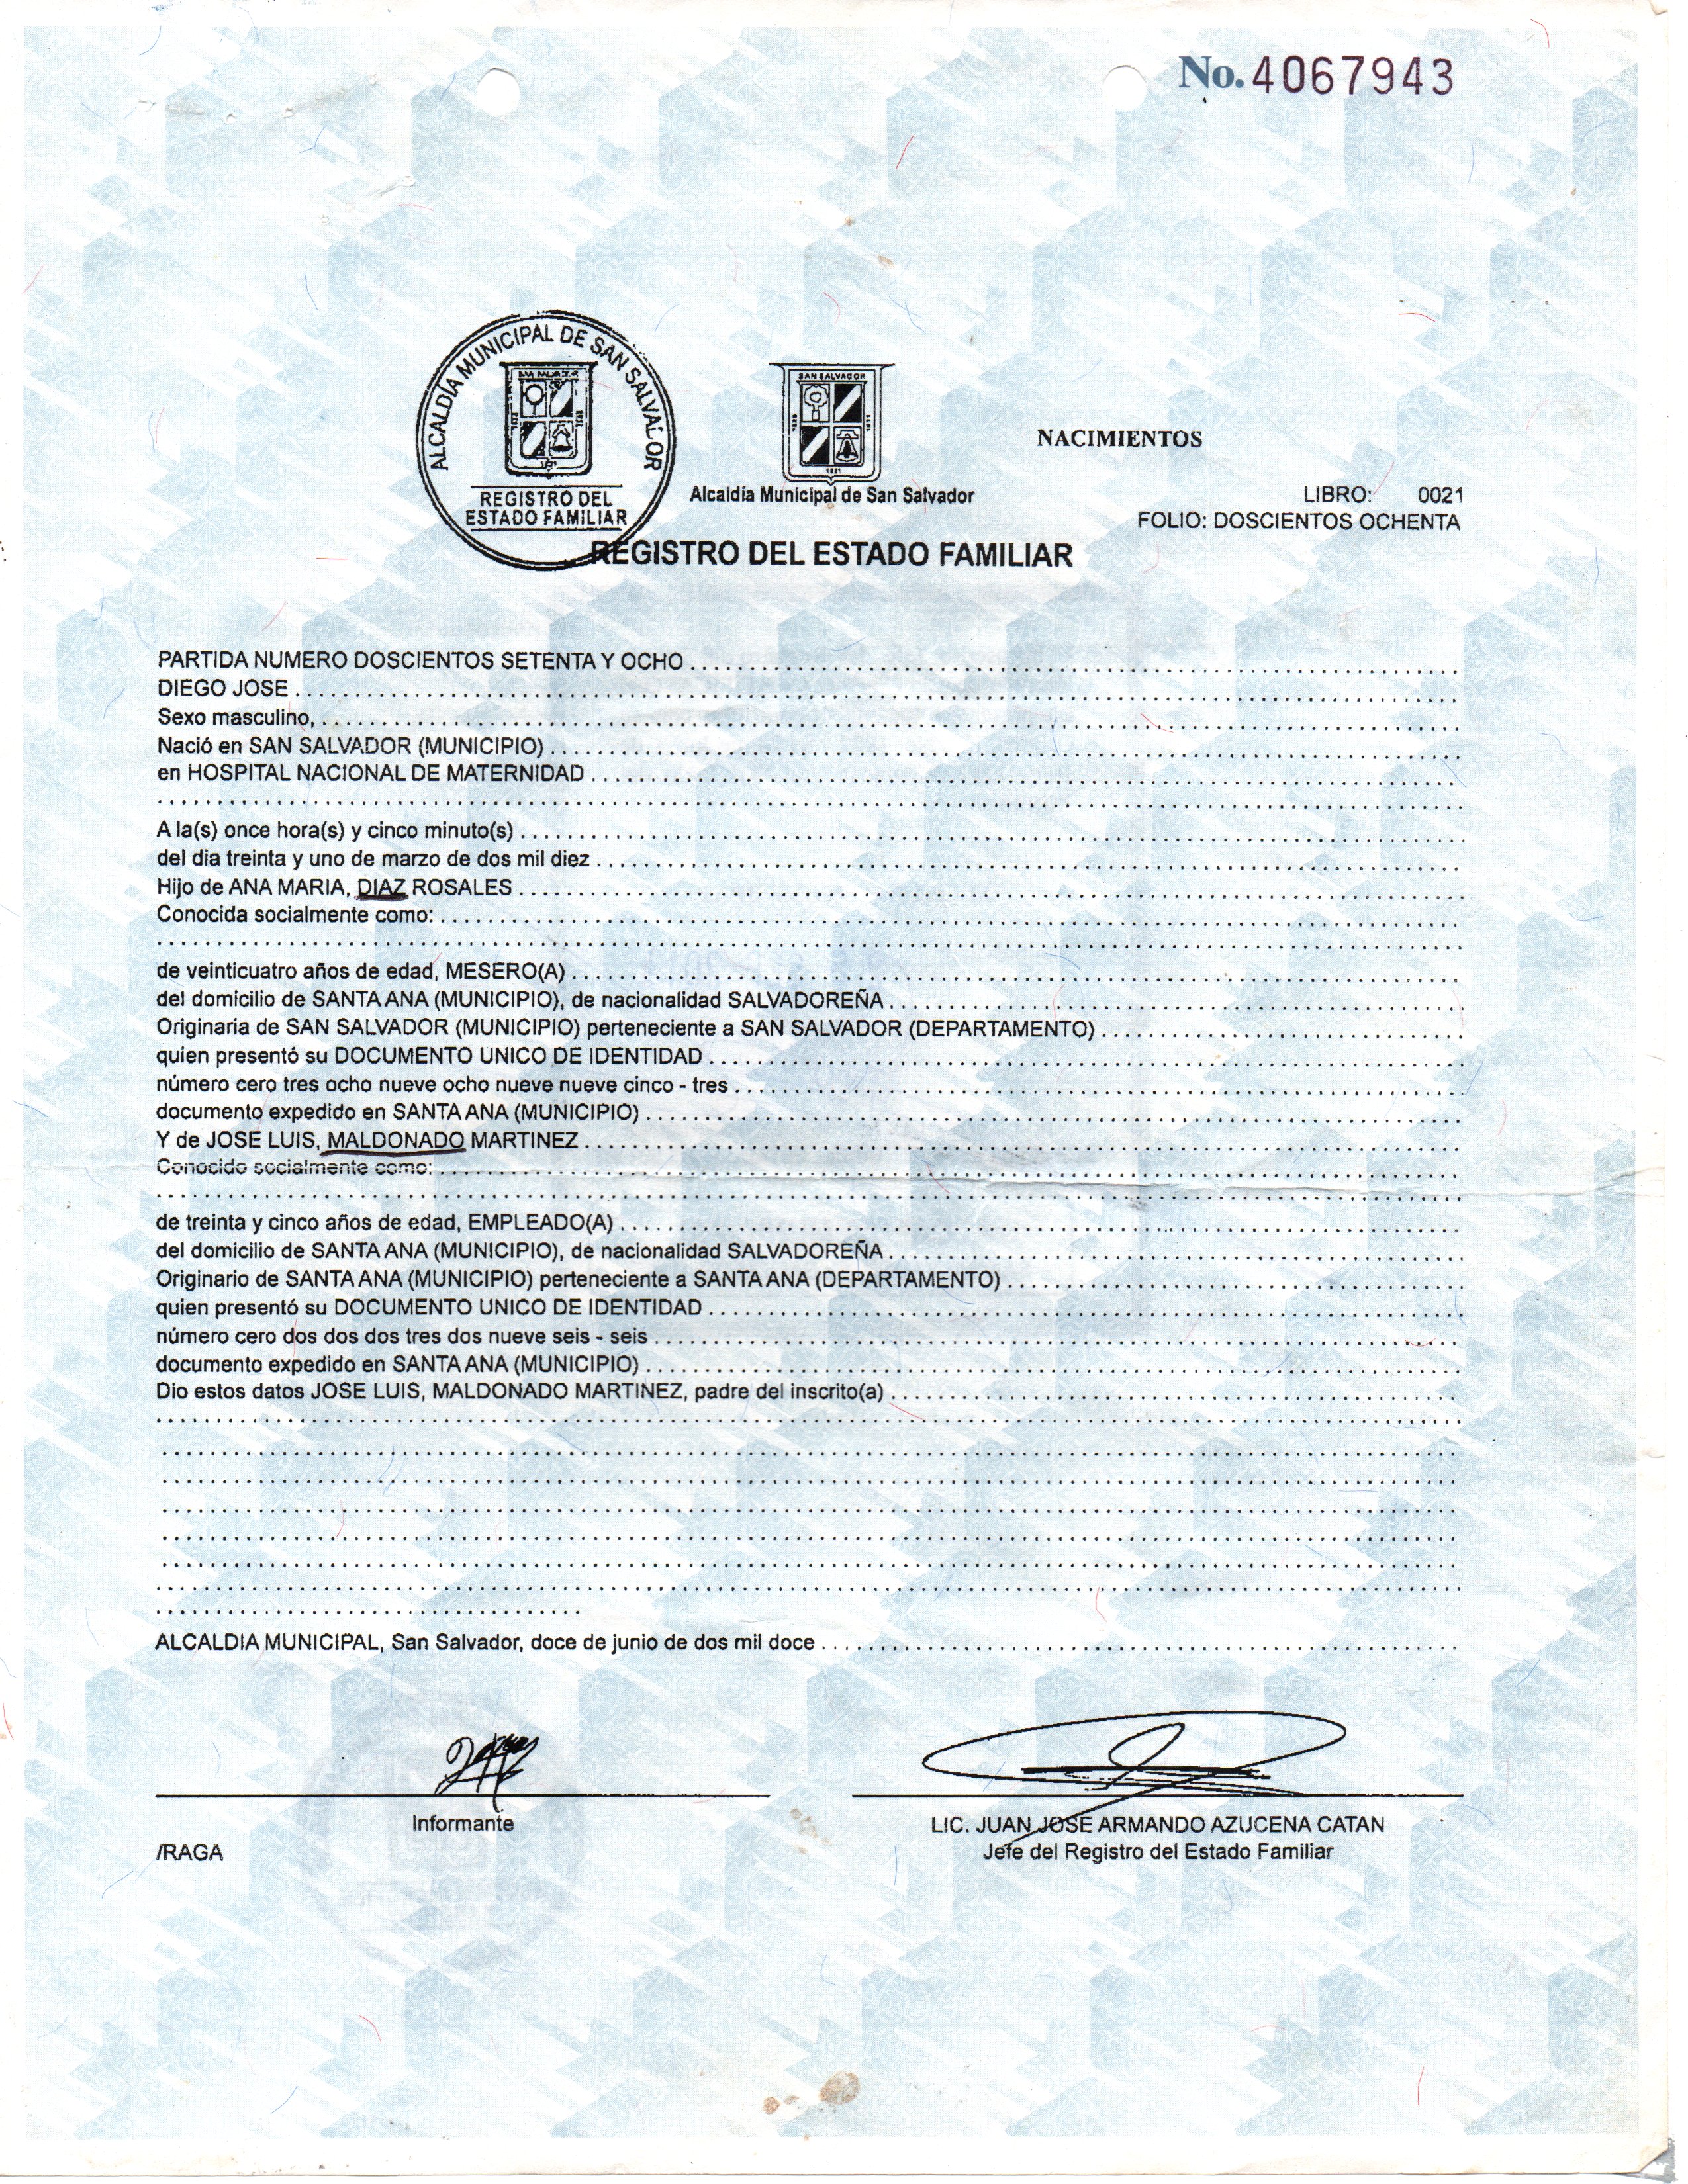 No. 4067943
ALCALDÍA MUNICIPAL DE SAN SALVADOR
REGISTRO DEL
ESTADO FAMILIAR
SAN SALVADOR
Alcaldía Municipal de San Salvador
NACIMIENTOS
LIBRO: 0021
FOLIO: DOSCIENTOS OCHENTA
REGISTRO DEL ESTADO FAMILIAR
PARTIDA NUMERO DOSCIENTOS SETENTA Y OCHO
DIEGO JOSE
Sexo masculino,
Nació en SAN SALVADOR (MUNICIPIO)
en HOSPITAL NACIONAL DE MATERNIDAD
A la(s) once hora(s) y cinco minuto(s)
del dia treinta y uno de marzo de dos mil diez
Hijo de ANA MARIA, DIAZ ROSALES
Conocida socialmente como:
de veinticuatro años de edad, MESERO(A)
del domicilio de SANTA ANA (MUNICIPIO), de nacionalidad SALVADOREÑA
Originaria de SAN SALVADOR (MUNICIPIO) perteneciente a SAN SALVADOR (DEPARTAMENTO)
quien presentó su DOCUMENTO UNICO DE IDENTIDAD
número cero tres ocho nueve ocho nueve nueve cinco - tres
documento expedido en SANTA ANA (MUNICIPIO)
Y de JOSE LUIS, MALDONADO MARTINEZ
Conocido socialmente como:
de treinta y cinco años de edad, EMPLEADO(A)
del domicilio de SANTA ANA (MUNICIPIO), de nacionalidad SALVADOREÑA
Originario de SANTA ANA (MUNICIPIO) perteneciente a SANTA ANA (DEPARTAMENTO)
quien presentó su DOCUMENTO UNICO DE IDENTIDAD
número cero dos dos dos tres dos nueve seis - seis
documento expedido en SANTA ANA (MUNICIPIO)
Dio estos datos JOSE LUIS, MALDONADO MARTINEZ, padre del inscrito(a)
ALCALDIA MUNICIPAL, San Salvador, doce de junio de dos mil doce
Informante
LIC. JUAN JOSE ARMANDO AZUCENA CATAN
/RAGA
Jefe del Registro del Estado Familiar